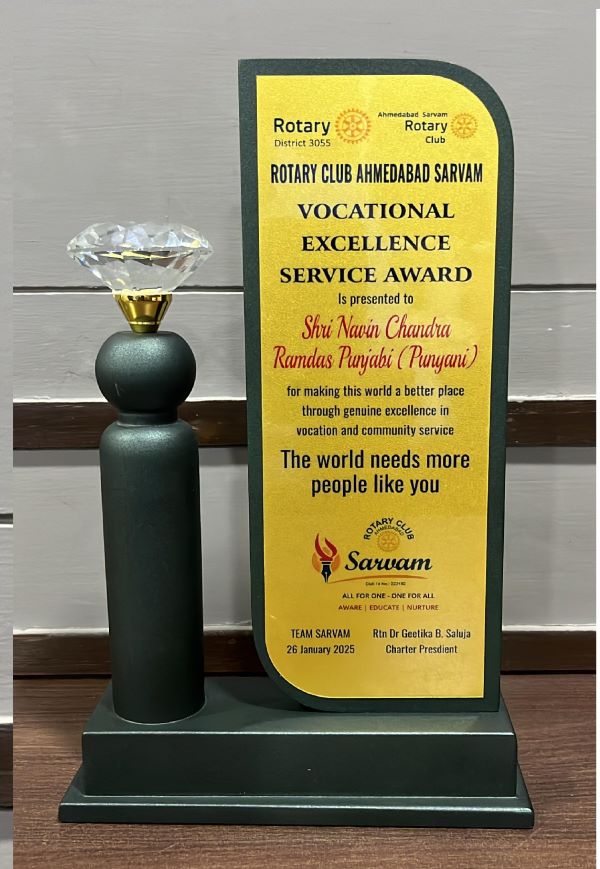 Rotary
District 3055
Ahmedabad Sarvam
Rotary
Club
ROTARY CLUB AHMEDABAD SARVAM
VOCATIONAL
EXCELLENCE
SERVICE AWARD
Is presented to
Shri Navin Chandra
Ramdas Punjabi (Punyani)
for making this world a better place
through genuine excellence in
vocation and community service
The world needs more
people like you
ROTARY CLUB
AHMEDABAD
Sarvam
ALL FOR ONE - ONE FOR ALL
AWARE | EDUCATE | NURTURE
TEAM SARVAM
26 January 2025
Rtn Dr Geetika B. Saluja
Charter Presdient